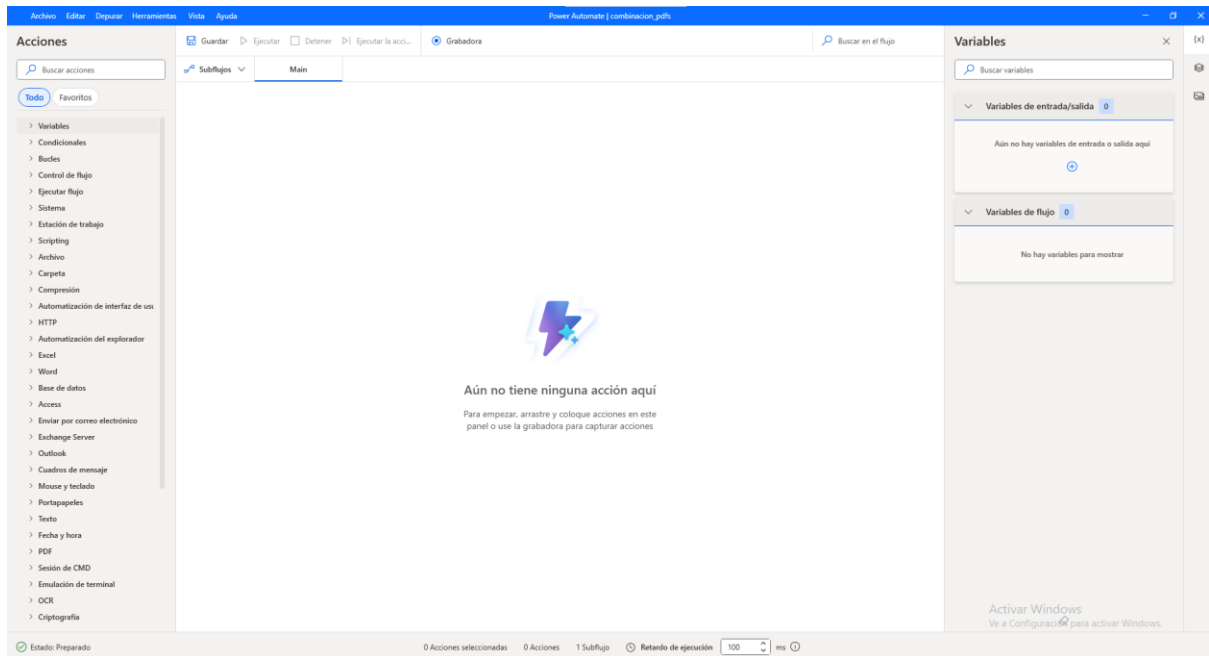 Archivo Editar Depurar Herramientas Vista Ayuda
Power Automate | combinacion_pdfs
Acciones
Guardar Ejecutar Detener Ejecutar la acci... Grabadora
Buscar en el flujo
Variables
{x}
Buscar acciones
Subflujos
Main
Buscar variables
Todo Favoritos
Variables de entrada/salida 0
Aún no hay variables de entrada o salida aquí
Variables de flujo 0
No hay variables para mostrar
Variables
Condicionales
Bucles
Control de flujo
Ejecutar flujo
Sistema
Estación de trabajo
Scripting
Archivo
Carpeta
Compresión
Automatización de interfaz de usu
HTTP
Automatización del explorador
Excel
Word
Base de datos
Access
Enviar por correo electrónico
Exchange Server
Outlook
Cuadros de mensaje
Mouse y teclado
Portapapeles
Texto
Fecha y hora
PDF
Sesión de CMD
Emulación de terminal
OCR
Criptografía
Aún no tiene ninguna acción aquí
Para empezar, arrastre y coloque acciones en este
panel o use la grabadora para capturar acciones
Activar Windows
Ve a Configuración para activar Windows.
Estado: Preparado
0 Acciones seleccionadas 0 Acciones 1 Subflujo Retardo de ejecución 100 ms